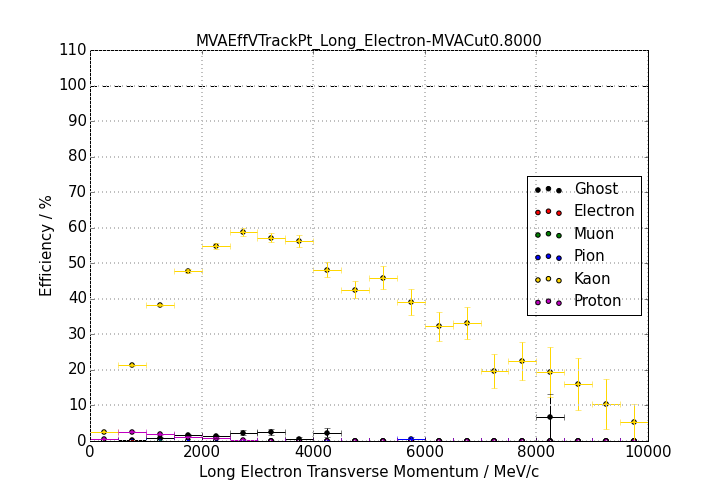 MVAEffVTrackPt_Long_Electron-MVACut0.8000
110
100
90
80
70
60
50
40
30
20
10
0
Efficiency / %
Ghost
Electron
Muon
Pion
Kaon
Proton
0 2000 4000 6000 8000 10000
Long Electron Transverse Momentum / MeV/c